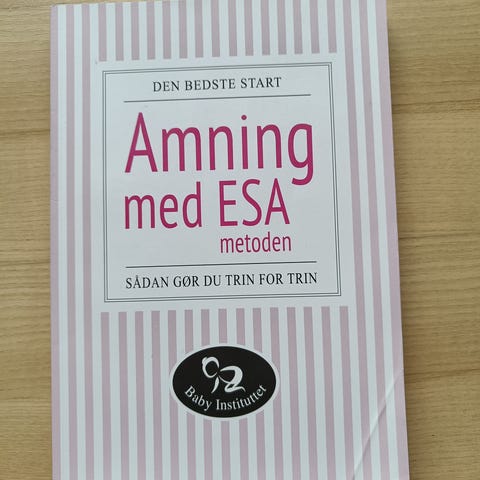 DEN BEDSTE START
Amning
med ESA
metoden
SÅDAN GØR DU TRIN FOR TRIN
Baby Instituttet